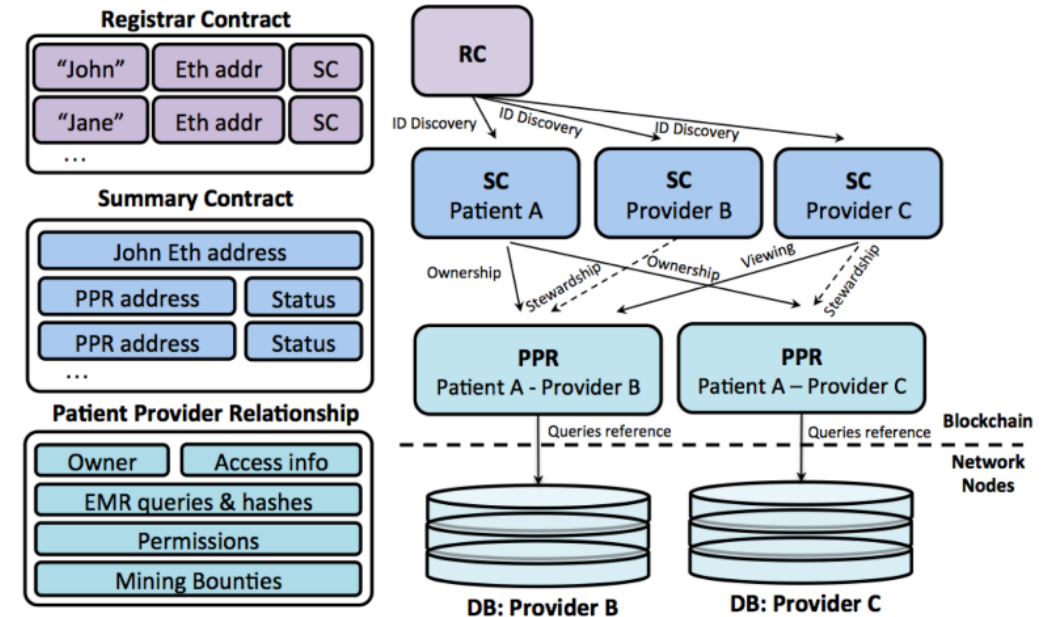 Registrar Contract
“John” Eth addr SC
“Jane” Eth addr SC
...
Summary Contract
John Eth address
PPR address Status
PPR address Status
...
Patient Provider Relationship
Owner Access info
EMR queries & hashes
Permissions
Mining Bounties
RC
ID Discovery
ID Discovery
ID Discovery
SC
Patient A
SC
Provider B
SC
Provider C
Ownership
Stewardship
Ownership
Viewing
Stewardship
PPR
Patient A - Provider B
PPR
Patient A – Provider C
Queries reference
Queries reference
Blockchain
Network
Nodes
DB: Provider B
DB: Provider C